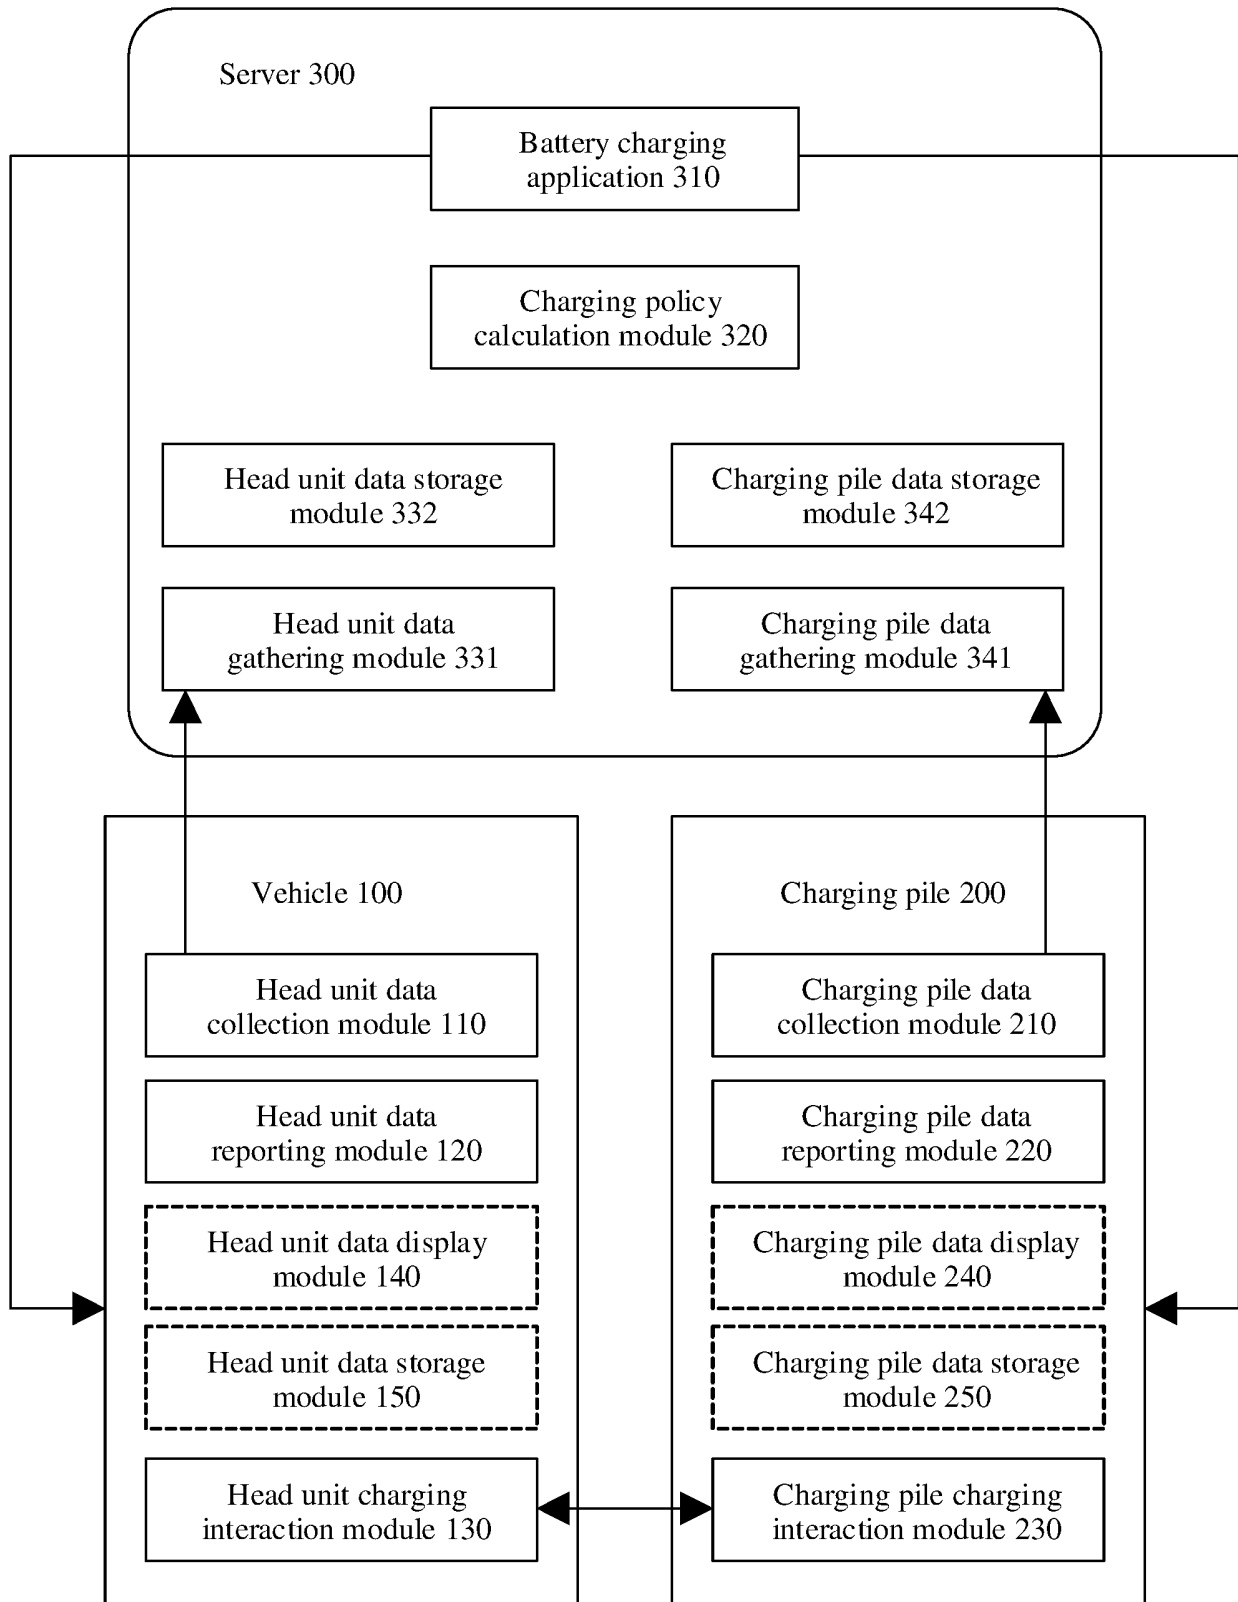 Server 300
Battery charging
application 310
Charging policy
calculation module 320
Head unit data storage
module 332
Charging pile data storage
module 342
Head unit data
gathering module 331
Charging pile data
gathering module 341
Vehicle 100
Head unit data
collection module 110
Head unit data
reporting module 120
Head unit data display
module 140
Head unit data storage
module 150
Head unit charging
interaction module 130
Charging pile 200
Charging pile data
collection module 210
Charging pile data
reporting module 220
Charging pile data display
module 240
Charging pile data storage
module 250
Charging pile charging
interaction module 230